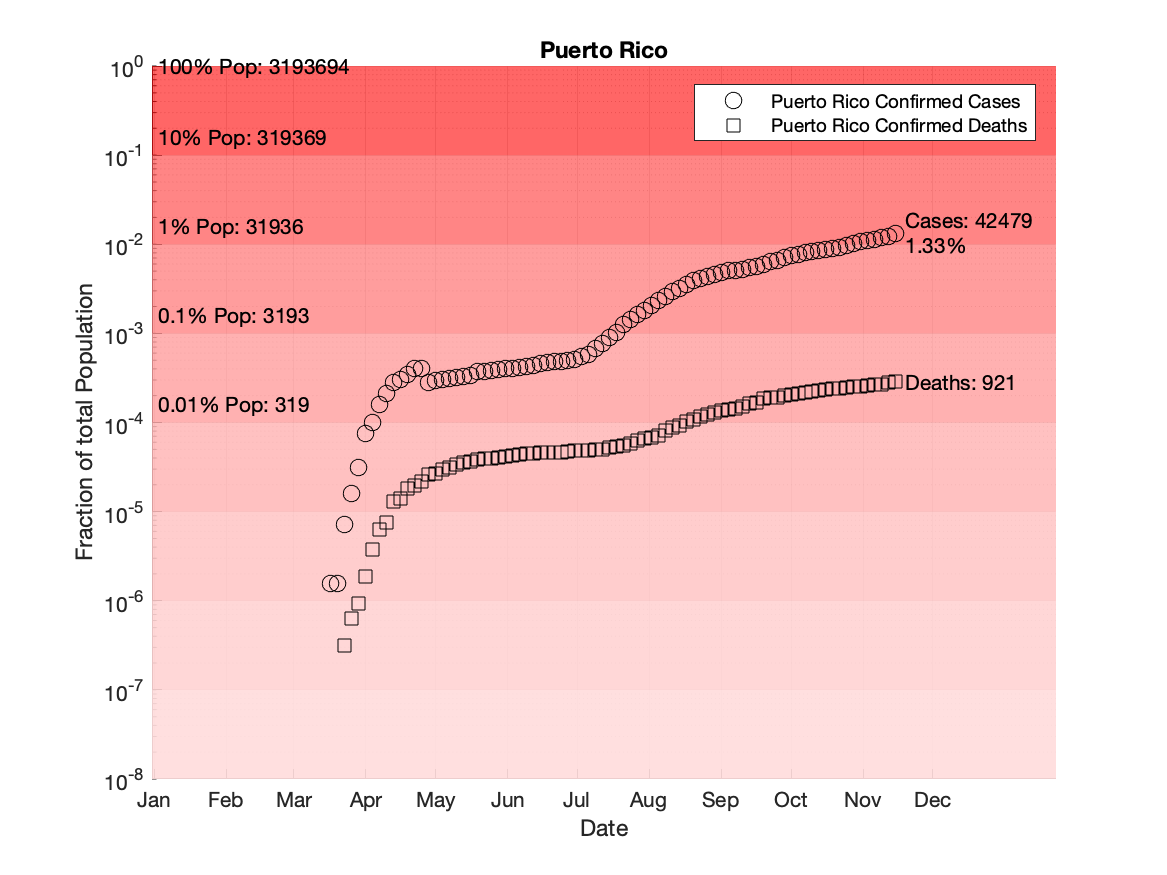 Puerto Rico
10^0
10^-1
10^-2
10^-3
10^-4
10^-5
10^-6
10^-7
10^-8
Fraction of total Population
100% Pop: 3193694
10% Pop: 319369
1% Pop: 31936
0.1% Pop: 3193
0.01% Pop: 319
Puerto Rico Confirmed Cases
Puerto Rico Confirmed Deaths
Cases: 42479
1.33%
Deaths: 921
Jan Feb Mar Apr May Jun Jul Aug Sep Oct Nov Dec
Date